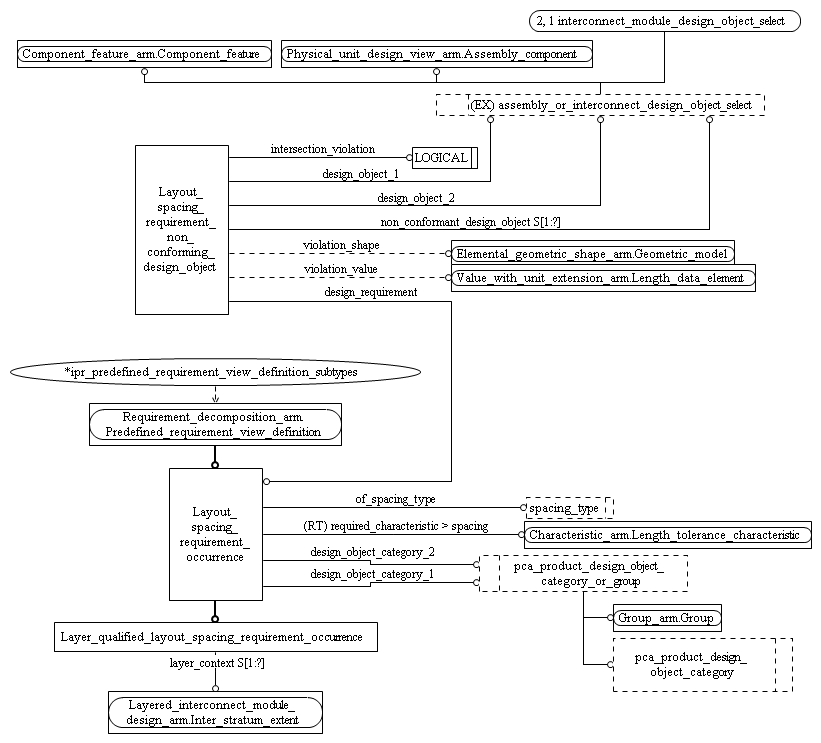 2, 1 interconnect_module_design_object_select
Component_feature_arm.Component_feature
Physical_unit_design_view_arm.Assembly_component
(EX) assembly_or_interconnect_design_object_select
intersection_violation
LOGICAL
design_object_1
design_object_2
non_conformant_design_object S[1:?]
Layout_
spacing_
requirement_
non_
conforming_
design_object
violation_shape
Elemental_geometric_shape_arm.Geometric_model
violation_value
Value_with_unit_extension_arm.Length_data_element
design_requirement
*ipr_predefined_requirement_view_definition_subtypes
Requirement_decomposition_arm.
Predefined_requirement_view_definition
Layout_
spacing_
requirement_
occurrence
of_spacing_type
spacing_type
(RT) required_characteristic > spacing
Characteristic_arm.Length_tolerance_characteristic
design_object_category_2
design_object_category_1
pca_product_design_object_
category_or_group
Group_arm.Group
pca_product_design_
object_category
Layer_qualified_layout_spacing_requirement_occurrence
layer_context S[1:?]
Layered_interconnect_module_
design_arm.Inter_stratum_extent